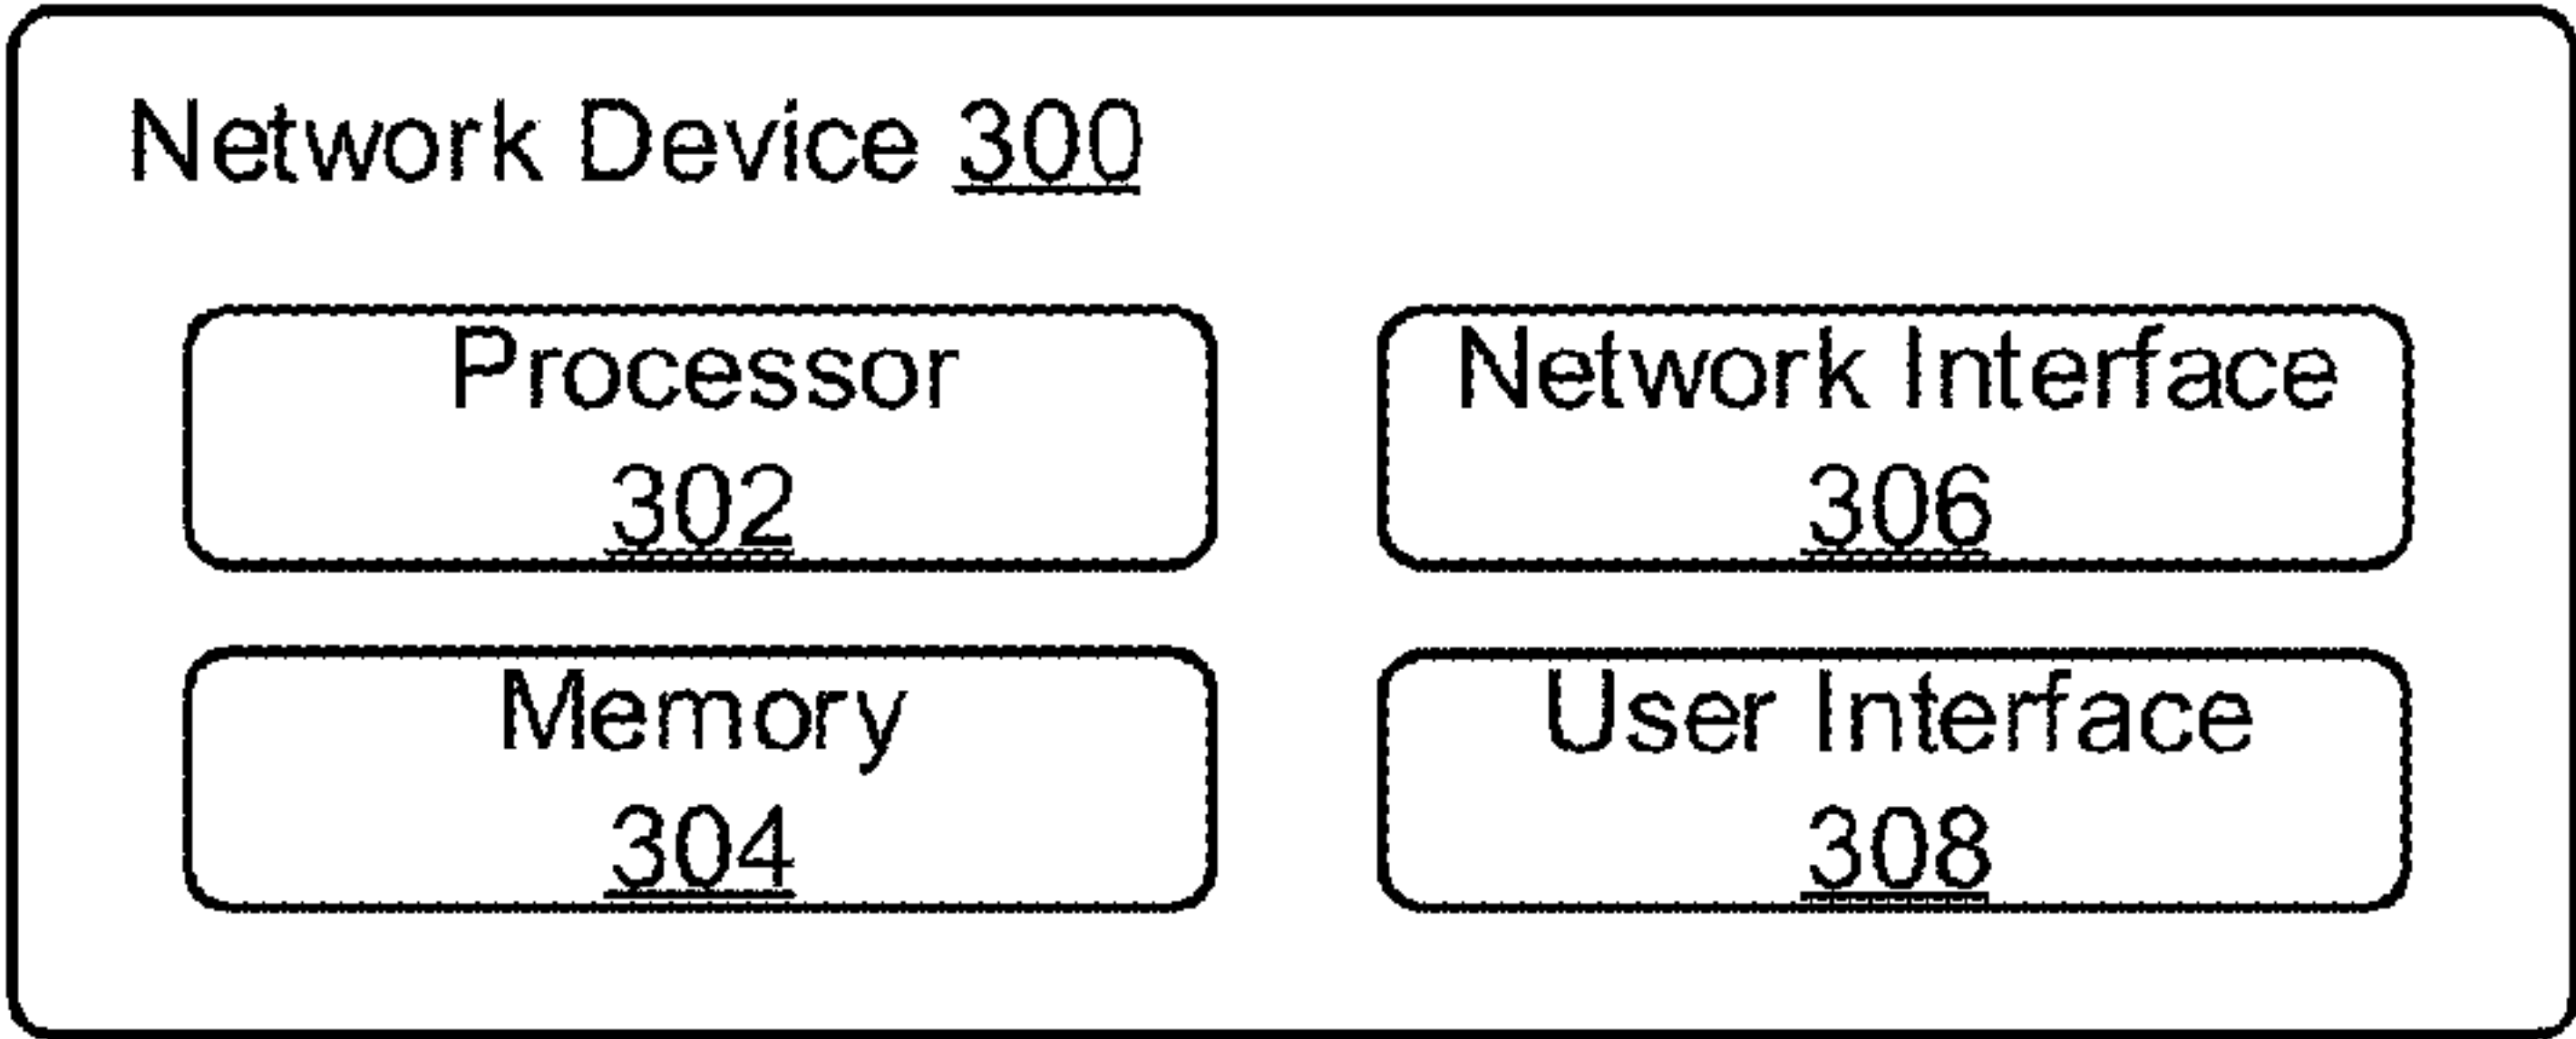 Network Device 300
Processor
302
Network Interface
306
Memory
304
User Interface
308